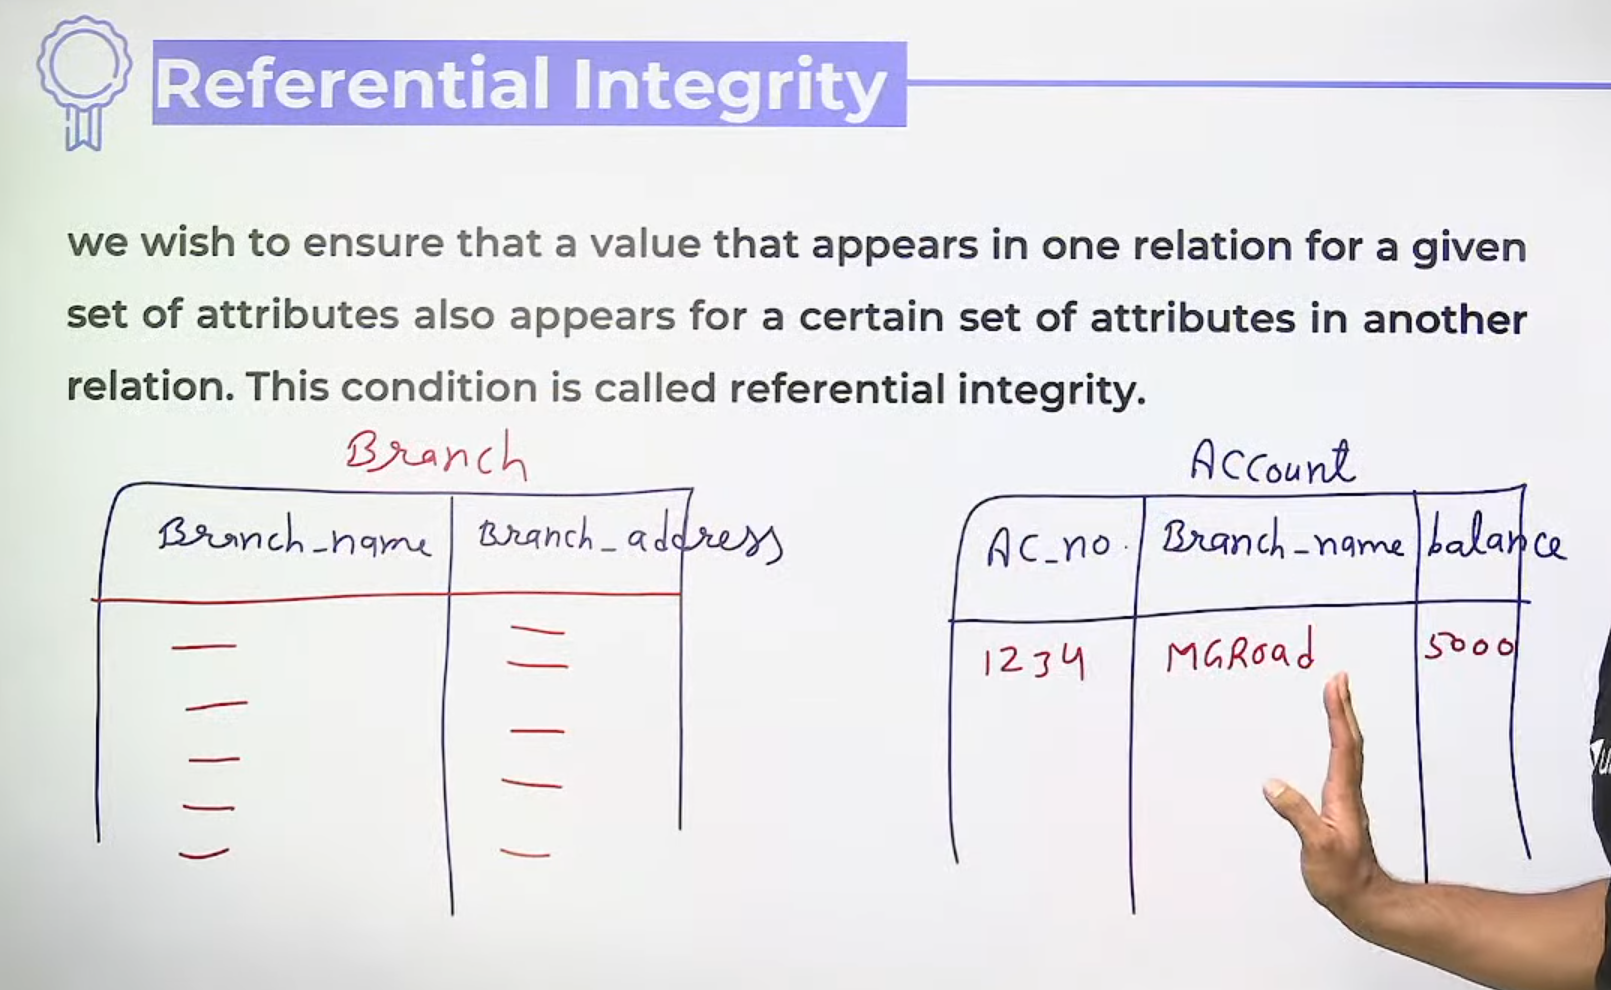 Referential Integrity
we wish to ensure that a value that appears in one relation for a given
set of attributes also appears for a certain set of attributes in another
relation. This condition is called referential integrity.
Branch
Branch_name Branch_address
Account
AC_no. Branch_name balance
1234 MGRoad 5000